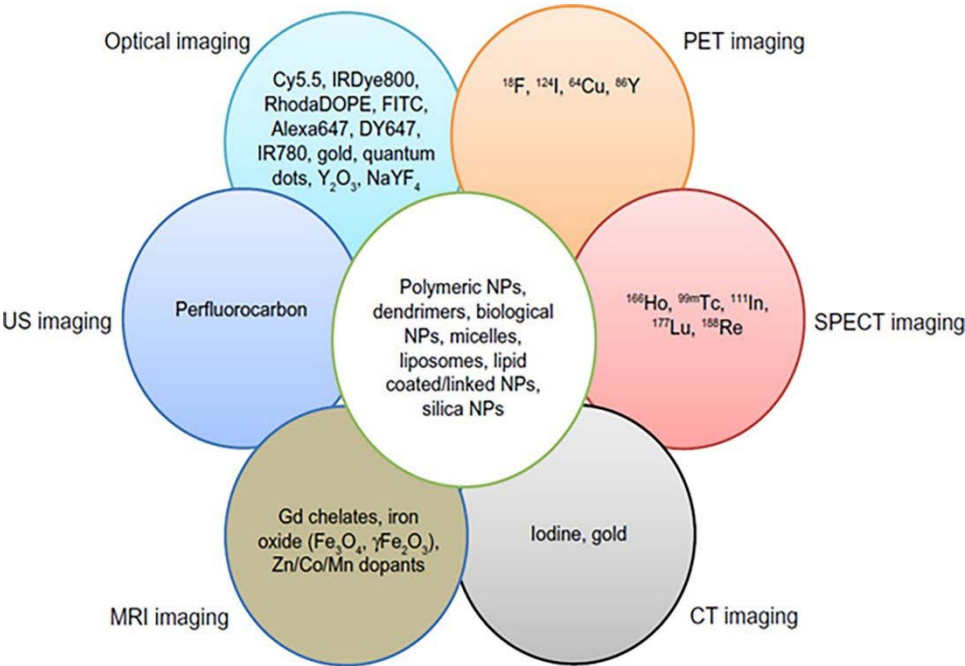 Optical imaging
Cy5.5, IRDye800,
RhodaDOPE, FITC,
Alexa647, DY647,
IR780, gold, quantum
dots, Y₂O₃, NaYF₄
PET imaging
¹⁸F, ¹²⁴I, ⁶⁴Cu, ⁸⁶Y
US imaging
Perfluorocarbon
Polymeric NPs,
dendrimers, biological
NPs, micelles,
liposomes, lipid
coated/linked NPs,
silica NPs
¹⁶⁶Ho, ⁹⁹ᵐTc, ¹¹¹In,
¹⁷⁷Lu, ¹⁸⁸Re
SPECT imaging
Gd chelates, iron
oxide (Fe₃O₄, γFe₂O₃),
Zn/Co/Mn dopants
MRI imaging
Iodine, gold
CT imaging